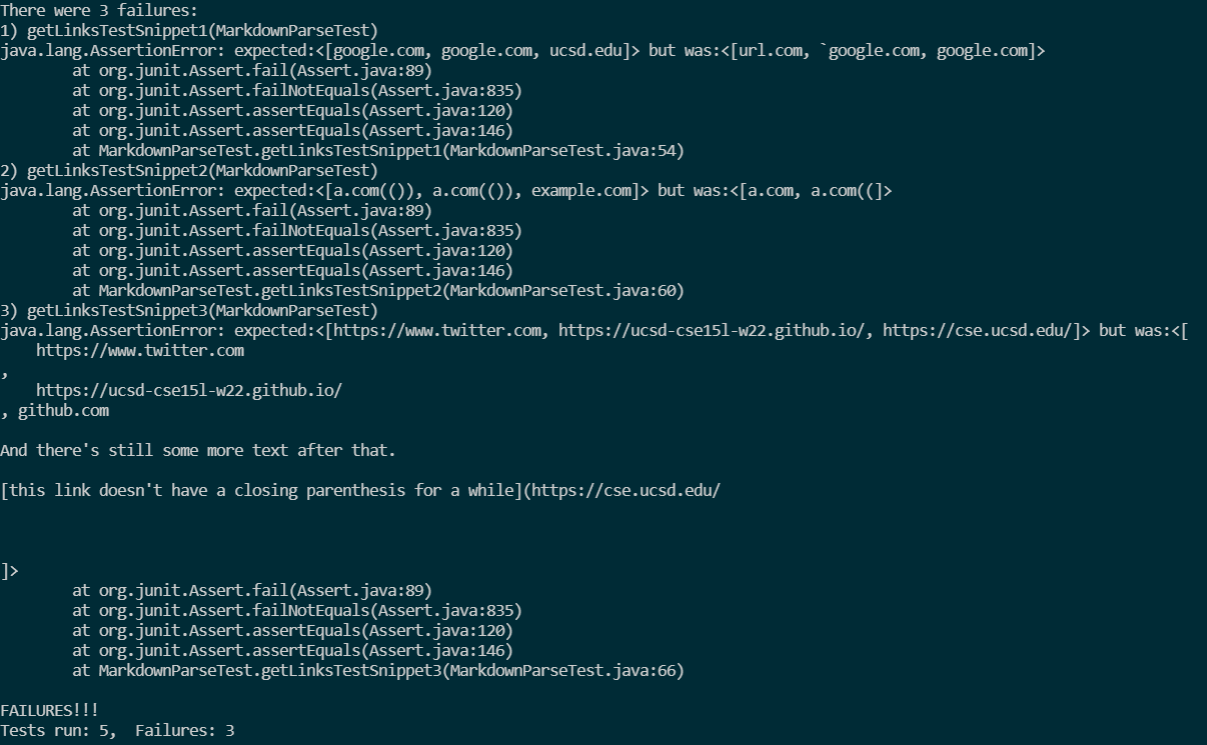 There were 3 failures:
1) getLinksTestSnippet1(MarkdownParseTest)
java.lang.AssertionError: expected:<[google.com, google.com, ucsd.edu]> but was:<[url.com, `google.com, google.com]>
        at org.junit.Assert.fail(Assert.java:89)
        at org.junit.Assert.failNotEquals(Assert.java:835)
        at org.junit.Assert.assertEquals(Assert.java:120)
        at org.junit.Assert.assertEquals(Assert.java:146)
        at MarkdownParseTest.getLinksTestSnippet1(MarkdownParseTest.java:54)
2) getLinksTestSnippet2(MarkdownParseTest)
java.lang.AssertionError: expected:<[a.com(()), a.com(()), example.com]> but was:<[a.com, a.com((]>
        at org.junit.Assert.fail(Assert.java:89)
        at org.junit.Assert.failNotEquals(Assert.java:835)
        at org.junit.Assert.assertEquals(Assert.java:120)
        at org.junit.Assert.assertEquals(Assert.java:146)
        at MarkdownParseTest.getLinksTestSnippet2(MarkdownParseTest.java:60)
3) getLinksTestSnippet3(MarkdownParseTest)
java.lang.AssertionError: expected:<[https://www.twitter.com, https://ucsd-cse15l-w22.github.io/, https://cse.ucsd.edu/]> but was:<[
    https://www.twitter.com
,
    https://ucsd-cse15l-w22.github.io/
, github.com

And there's still some more text after that.

[this link doesn't have a closing parenthesis for a while](https://cse.ucsd.edu/



]>
        at org.junit.Assert.fail(Assert.java:89)
        at org.junit.Assert.failNotEquals(Assert.java:835)
        at org.junit.Assert.assertEquals(Assert.java:120)
        at org.junit.Assert.assertEquals(Assert.java:146)
        at MarkdownParseTest.getLinksTestSnippet3(MarkdownParseTest.java:66)

FAILURES!!!
Tests run: 5,  Failures: 3